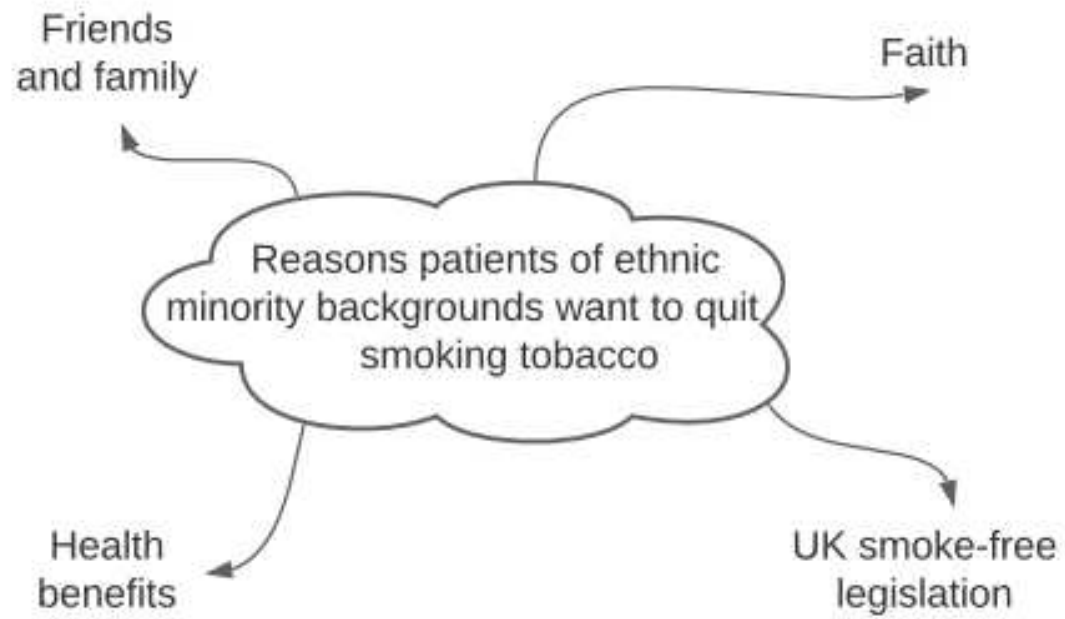 Friends
and family
Faith
Reasons patients of ethnic
minority backgrounds want to quit
smoking tobacco
Health
benefits
UK smoke-free
legislation